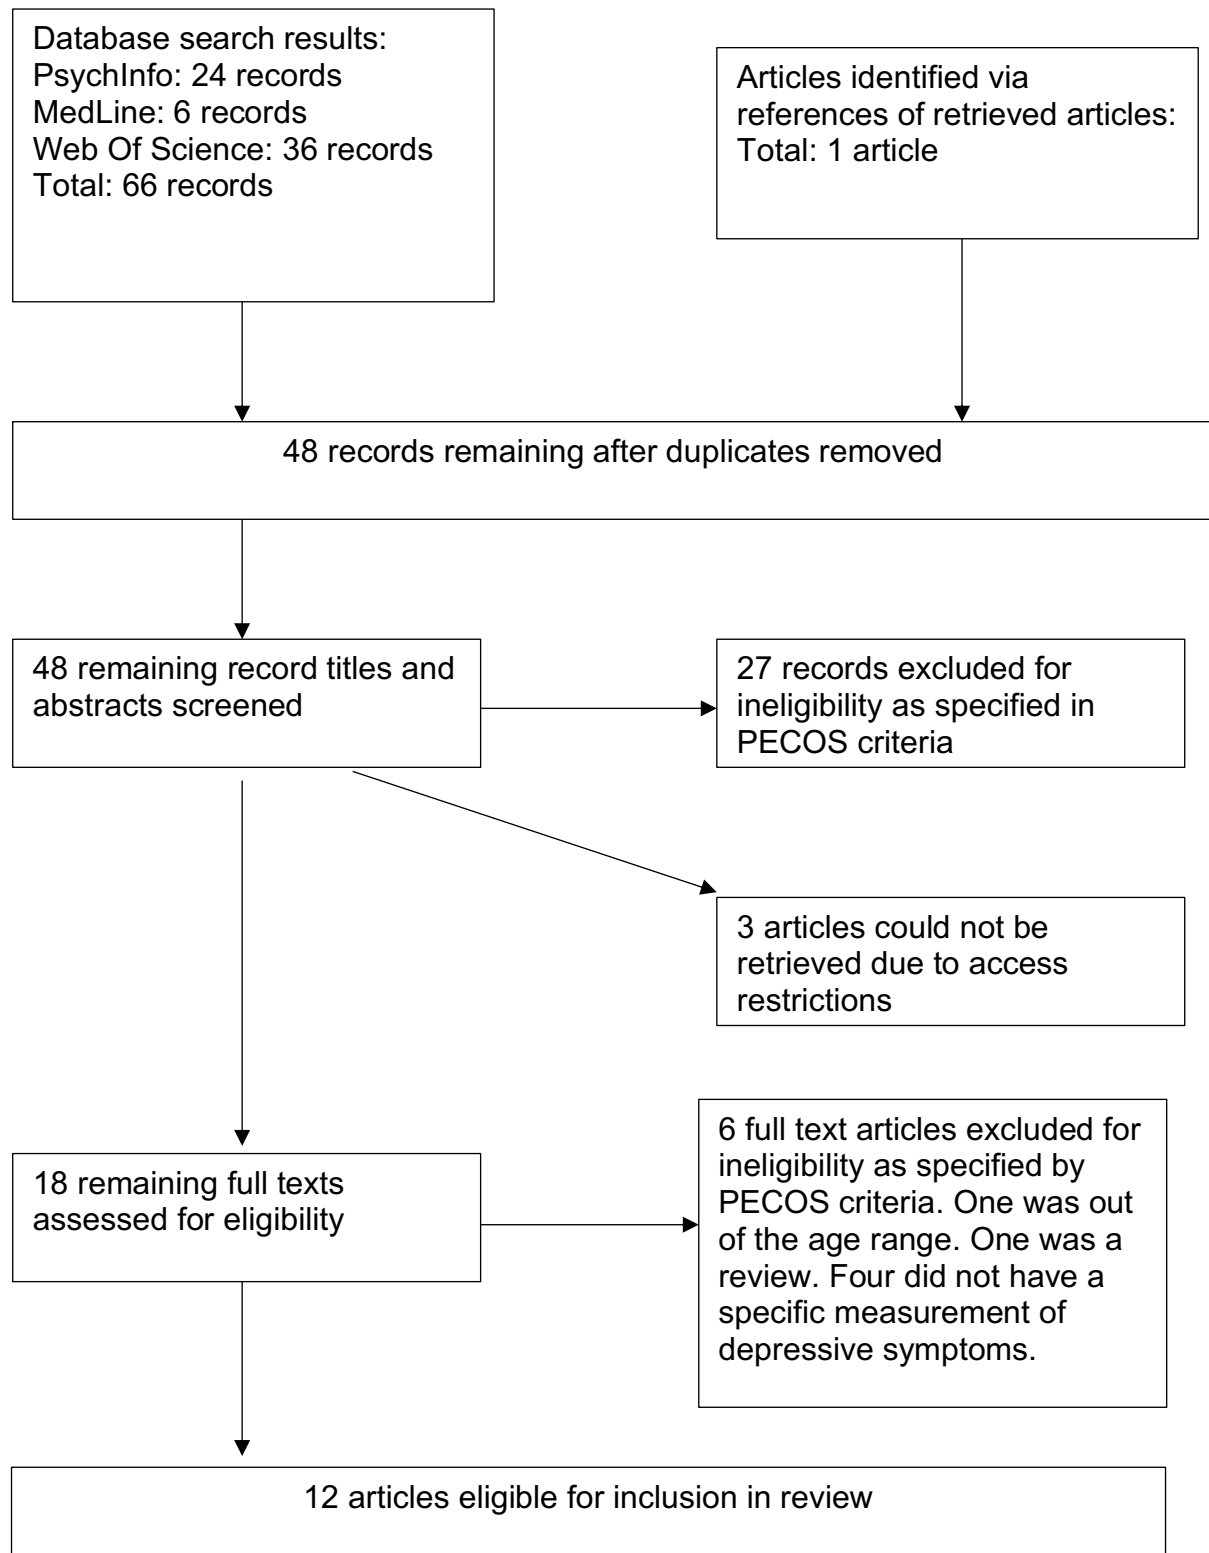 Database search results:
PsychInfo: 24 records
MedLine: 6 records
Web Of Science: 36 records
Total: 66 records
Articles identified via
references of retrieved articles:
Total: 1 article
48 records remaining after duplicates removed
48 remaining record titles and
abstracts screened
27 records excluded for
ineligibility as specified in
PECOS criteria
3 articles could not be
retrieved due to access
restrictions
18 remaining full texts
assessed for eligibility
6 full text articles excluded for
ineligibility as specified by
PECOS criteria. One was out
of the age range. One was a
review. Four did not have a
specific measurement of
depressive symptoms.
12 articles eligible for inclusion in review